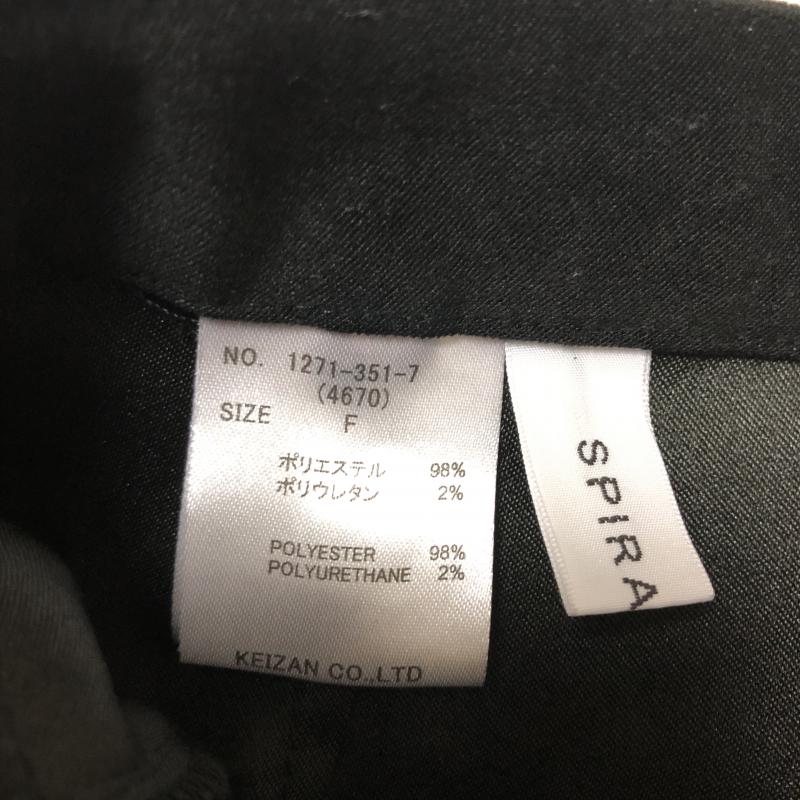 NO. 1271-351-7
(4670)
SIZE F
ポリエステル 98%
ポリウレタン 2%
POLYESTER 98%
POLYURETHANE 2%
KEIZAN CO.,LTD
SPIRA